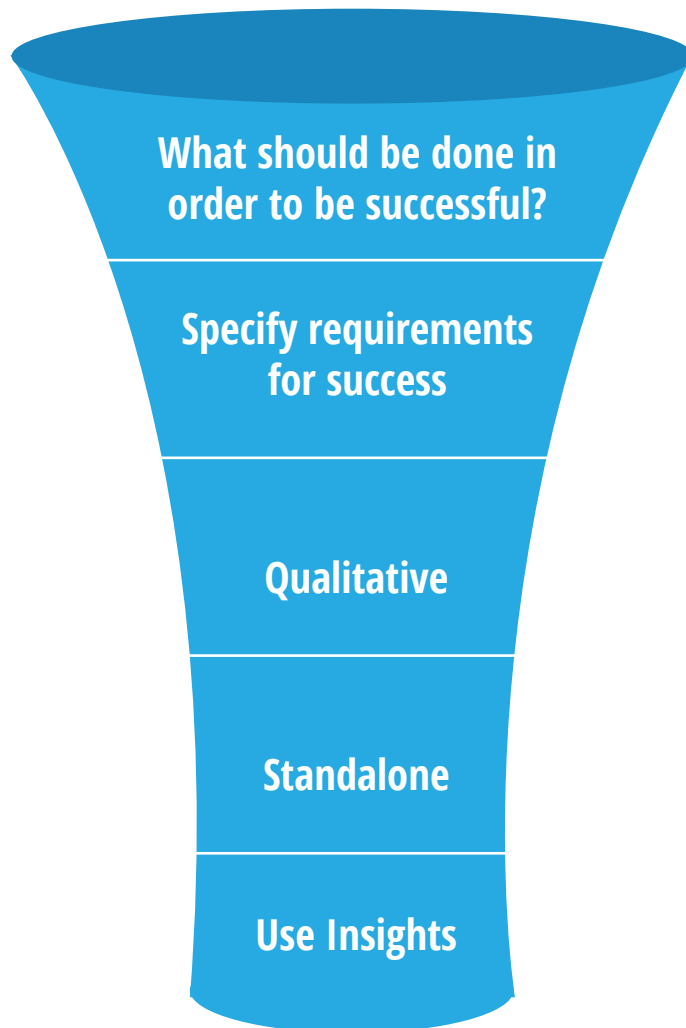 What should be done in
order to be successful?
Specify requirements
for success
Qualitative
Standalone
Use Insights